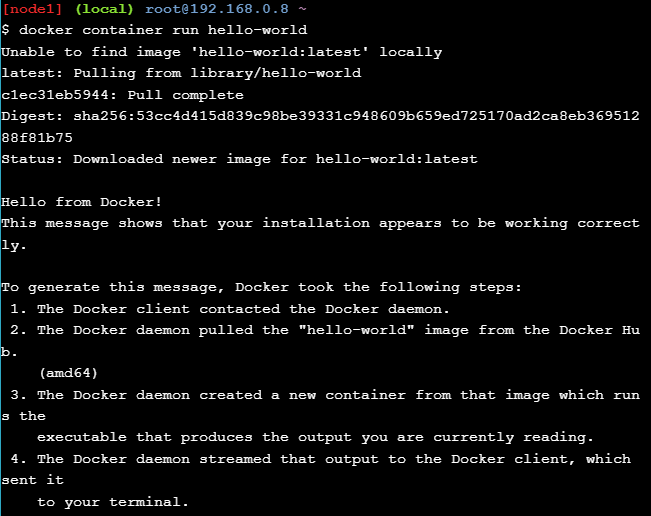 [node1] (local) root@192.168.0.8 ~
$ docker container run hello-world
Unable to find image 'hello-world:latest' locally
latest: Pulling from library/hello-world
c1ec31eb5944: Pull complete
Digest: sha256:53cc4d415d839c98be39331c948609b659ed725170ad2ca8eb369512
88f81b75
Status: Downloaded newer image for hello-world:latest

Hello from Docker!
This message shows that your installation appears to be working correct
ly.

To generate this message, Docker took the following steps:
 1. The Docker client contacted the Docker daemon.
 2. The Docker daemon pulled the "hello-world" image from the Docker Hu
b.
    (amd64)
 3. The Docker daemon created a new container from that image which run
s the
    executable that produces the output you are currently reading.
 4. The Docker daemon streamed that output to the Docker client, which
sent it
    to your terminal.